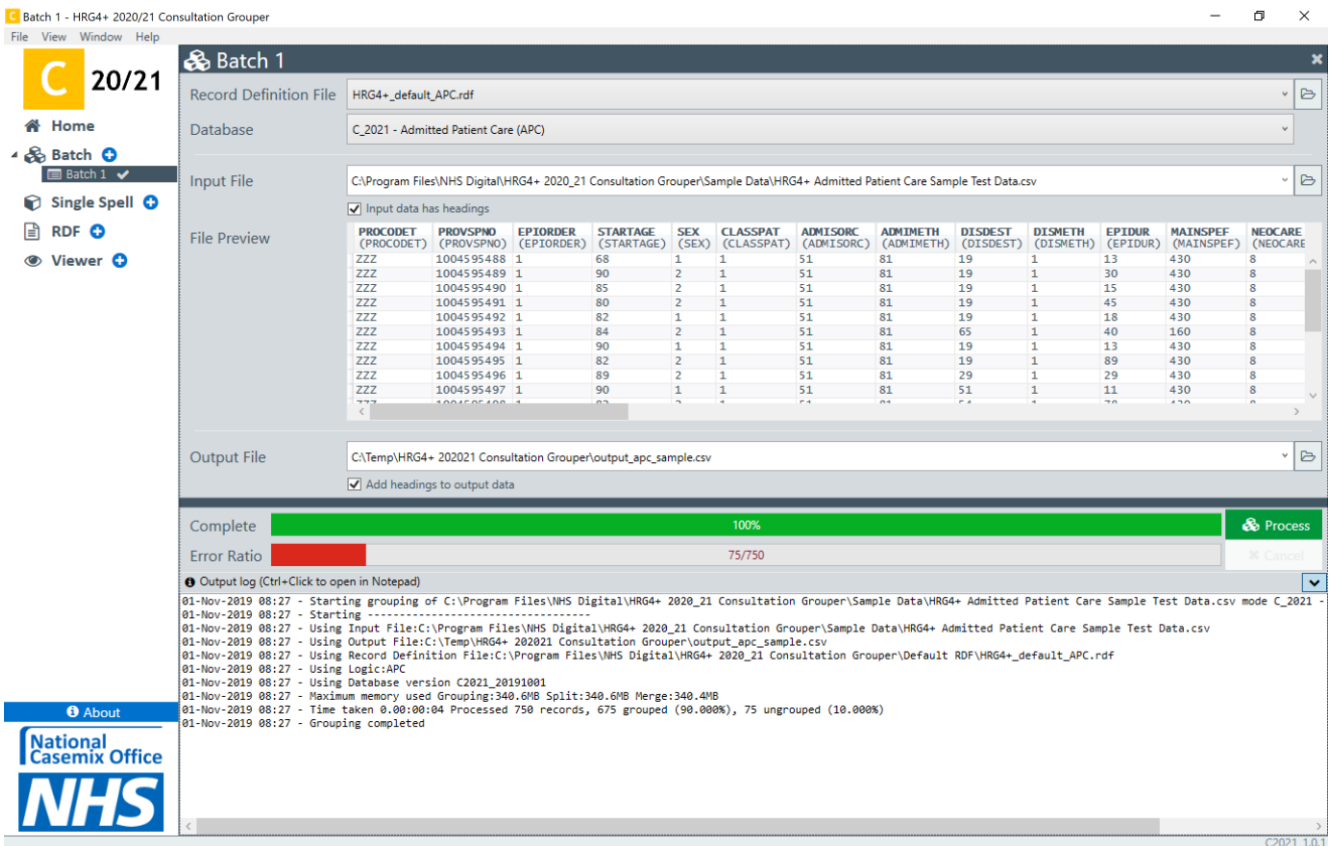 C Batch 1 - HRG4+ 2020/21 Consultation Grouper
File View Window Help
C 20/21
Home
Batch
Batch 1
Single Spell
RDF
Viewer
Batch 1
Record Definition File HRG4+_default_APC.rdf
Database C_2021 - Admitted Patient Care (APC)
Input File C:\Program Files\NHS Digital\HRG4+ 2020_21 Consultation Grouper\Sample Data\HRG4+ Admitted Patient Care Sample Test Data.csv
Input data has headings
File Preview
PROCODET PROVSPNO EPIORDER STARTAGE SEX CLASSPAT ADMISORC ADMIMETH DISDEST DISMETH EPIDUR MAINSPEF NEOCARE
(PROCODET) (PROVSPNO) (EPIORDER) (STARTAGE) (SEX) (CLASSPAT) (ADMISORC) (ADMIMETH) (DISDEST) (DISMETH) (EPIDUR) (MAINSPEF) (NEOCARE
ZZZ 1004595488 1 68 1 1 51 81 19 1 13 430 8
ZZZ 1004595489 1 90 2 1 51 81 19 1 30 430 8
ZZZ 1004595490 1 85 2 1 51 81 19 1 15 430 8
ZZZ 1004595491 1 80 2 1 51 81 19 1 45 430 8
ZZZ 1004595492 1 82 1 1 51 81 19 1 18 430 8
ZZZ 1004595493 1 84 2 1 51 81 65 1 40 160 8
ZZZ 1004595494 1 90 1 1 51 81 19 1 13 430 8
ZZZ 1004595495 1 82 2 1 51 81 19 1 89 430 8
ZZZ 1004595496 1 89 2 1 51 81 29 1 29 430 8
ZZZ 1004595497 1 90 1 1 51 81 51 1 11 430 8
Output File C:\Temp\HRG4+ 202021 Consultation Grouper\output_apc_sample.csv
Add headings to output data
Complete 100% Process
Error Ratio 75/750 Cancel
Output log (Ctrl+Click to open in Notepad)
01-Nov-2019 08:27 - Starting grouping of C:\Program Files\NHS Digital\HRG4+ 2020_21 Consultation Grouper\Sample Data\HRG4+ Admitted Patient Care Sample Test Data.csv mode C_2021 -
01-Nov-2019 08:27 - Starting ---------------------------------
01-Nov-2019 08:27 - Using Input File:C:\Program Files\NHS Digital\HRG4+ 2020_21 Consultation Grouper\Sample Data\HRG4+ Admitted Patient Care Sample Test Data.csv
01-Nov-2019 08:27 - Using Output File:C:\Temp\HRG4+ 202021 Consultation Grouper\output_apc_sample.csv
01-Nov-2019 08:27 - Using Record Definition File:C:\Program Files\NHS Digital\HRG4+ 2020_21 Consultation Grouper\Default RDF\HRG4+_default_APC.rdf
01-Nov-2019 08:27 - Using Logic:APC
01-Nov-2019 08:27 - Using Database version C2021_20191001
01-Nov-2019 08:27 - Maximum memory used Grouping:340.6MB Split:340.6MB Merge:340.4MB
01-Nov-2019 08:27 - Time taken 0.00:00:04 Processed 750 records, 675 grouped (90.000%), 75 ungrouped (10.000%)
01-Nov-2019 08:27 - Grouping completed
About
National
Casemix Office
NHS
C2021_1.0.1